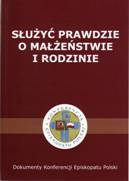 SŁUŻYĆ PRAWDZIE
O MAŁŻEŃSTWIE
I RODZINIE
Dokumenty Konferencji Episkopatu Polski